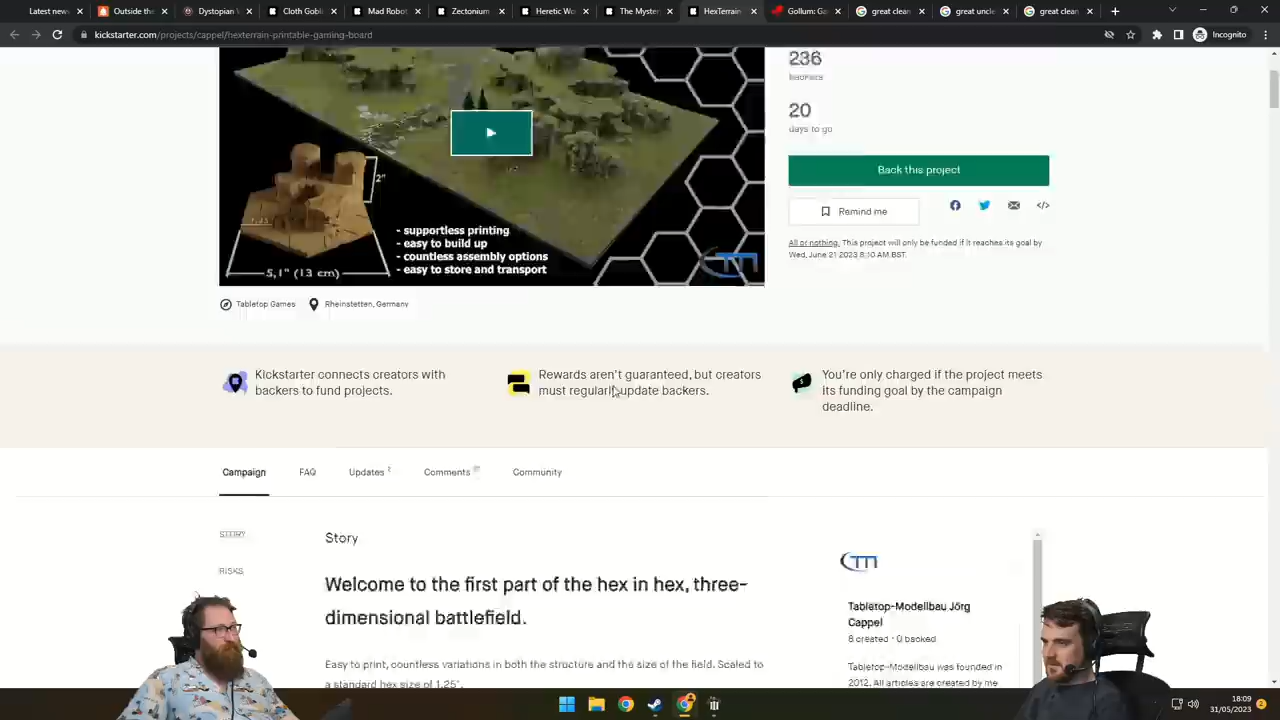 Latest news
Outside the
Dystopian
Cloth Gobli
Mad Robot
Zectonium
Heretic Wo
The Myster
HexTerrain
Gollum: Ga
great clean
great uncle
great clean
kickstarter.com/projects/cappel/hexterrain-printable-gaming-board
Incognito
236
backers
20
days to go
Back this project
Remind me
All or nothing. This project will only be funded if it reaches its goal by
Wed, June 21 2023 8:10 AM BST.
2"
5,1" (13 cm)
- supportless printing
- easy to build up
- countless assembly options
- easy to store and transport
Tabletop Games
Rheinstetten, Germany
Kickstarter connects creators with
backers to fund projects.
Rewards aren't guaranteed, but creators
must regularly update backers.
You're only charged if the project meets
its funding goal by the campaign
deadline.
Campaign
FAQ
Updates
Comments
Community
STORY
RISKS
Story
Welcome to the first part of the hex in hex, three-
dimensional battlefield.
Easy to print, countless variations in both the structure and the size of the field. Scaled to
a standard hex size of 1.25".
Tabletop-Modellbau Jörg
Cappel
8 created · 0 backed
Tabletop-Modellbau was founded in
2012. All articles are created by me
18:09
31/05/2023